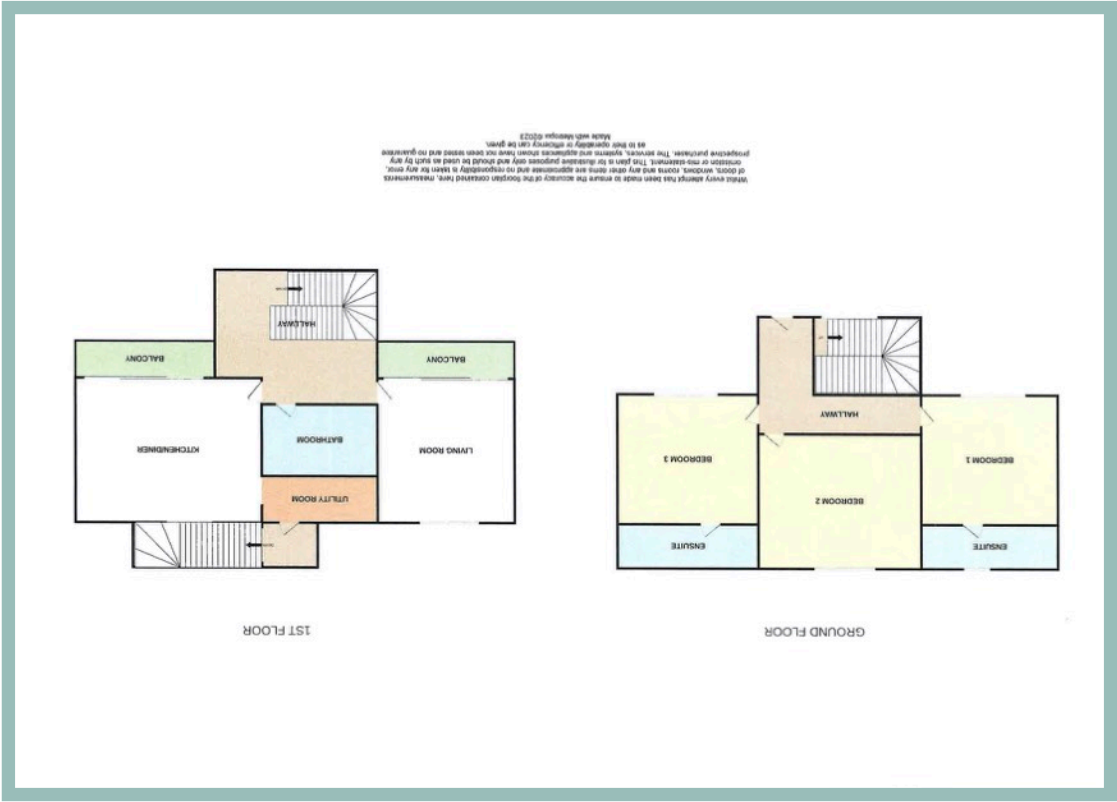 GROUND FLOOR
ENSUITE
ENSUITE
BEDROOM 1
BEDROOM 2
BEDROOM 3
HALLWAY
1ST FLOOR
UTILITY ROOM
LIVING ROOM
BATHROOM
KITCHEN/DINER
BALCONY
BALCONY
HALLWAY
Whilst every attempt has been made to ensure the accuracy of the floorplan contained here, measurements
of doors, windows, rooms and any other items are approximate and no responsibility is taken for any error,
omission or mis-statement. This plan is for illustrative purposes only and should be used as such by any
prospective purchaser. The services, systems and appliances shown have not been tested and no guarantee
as to their operability or efficiency can be given.
Made with Metropix ©2023